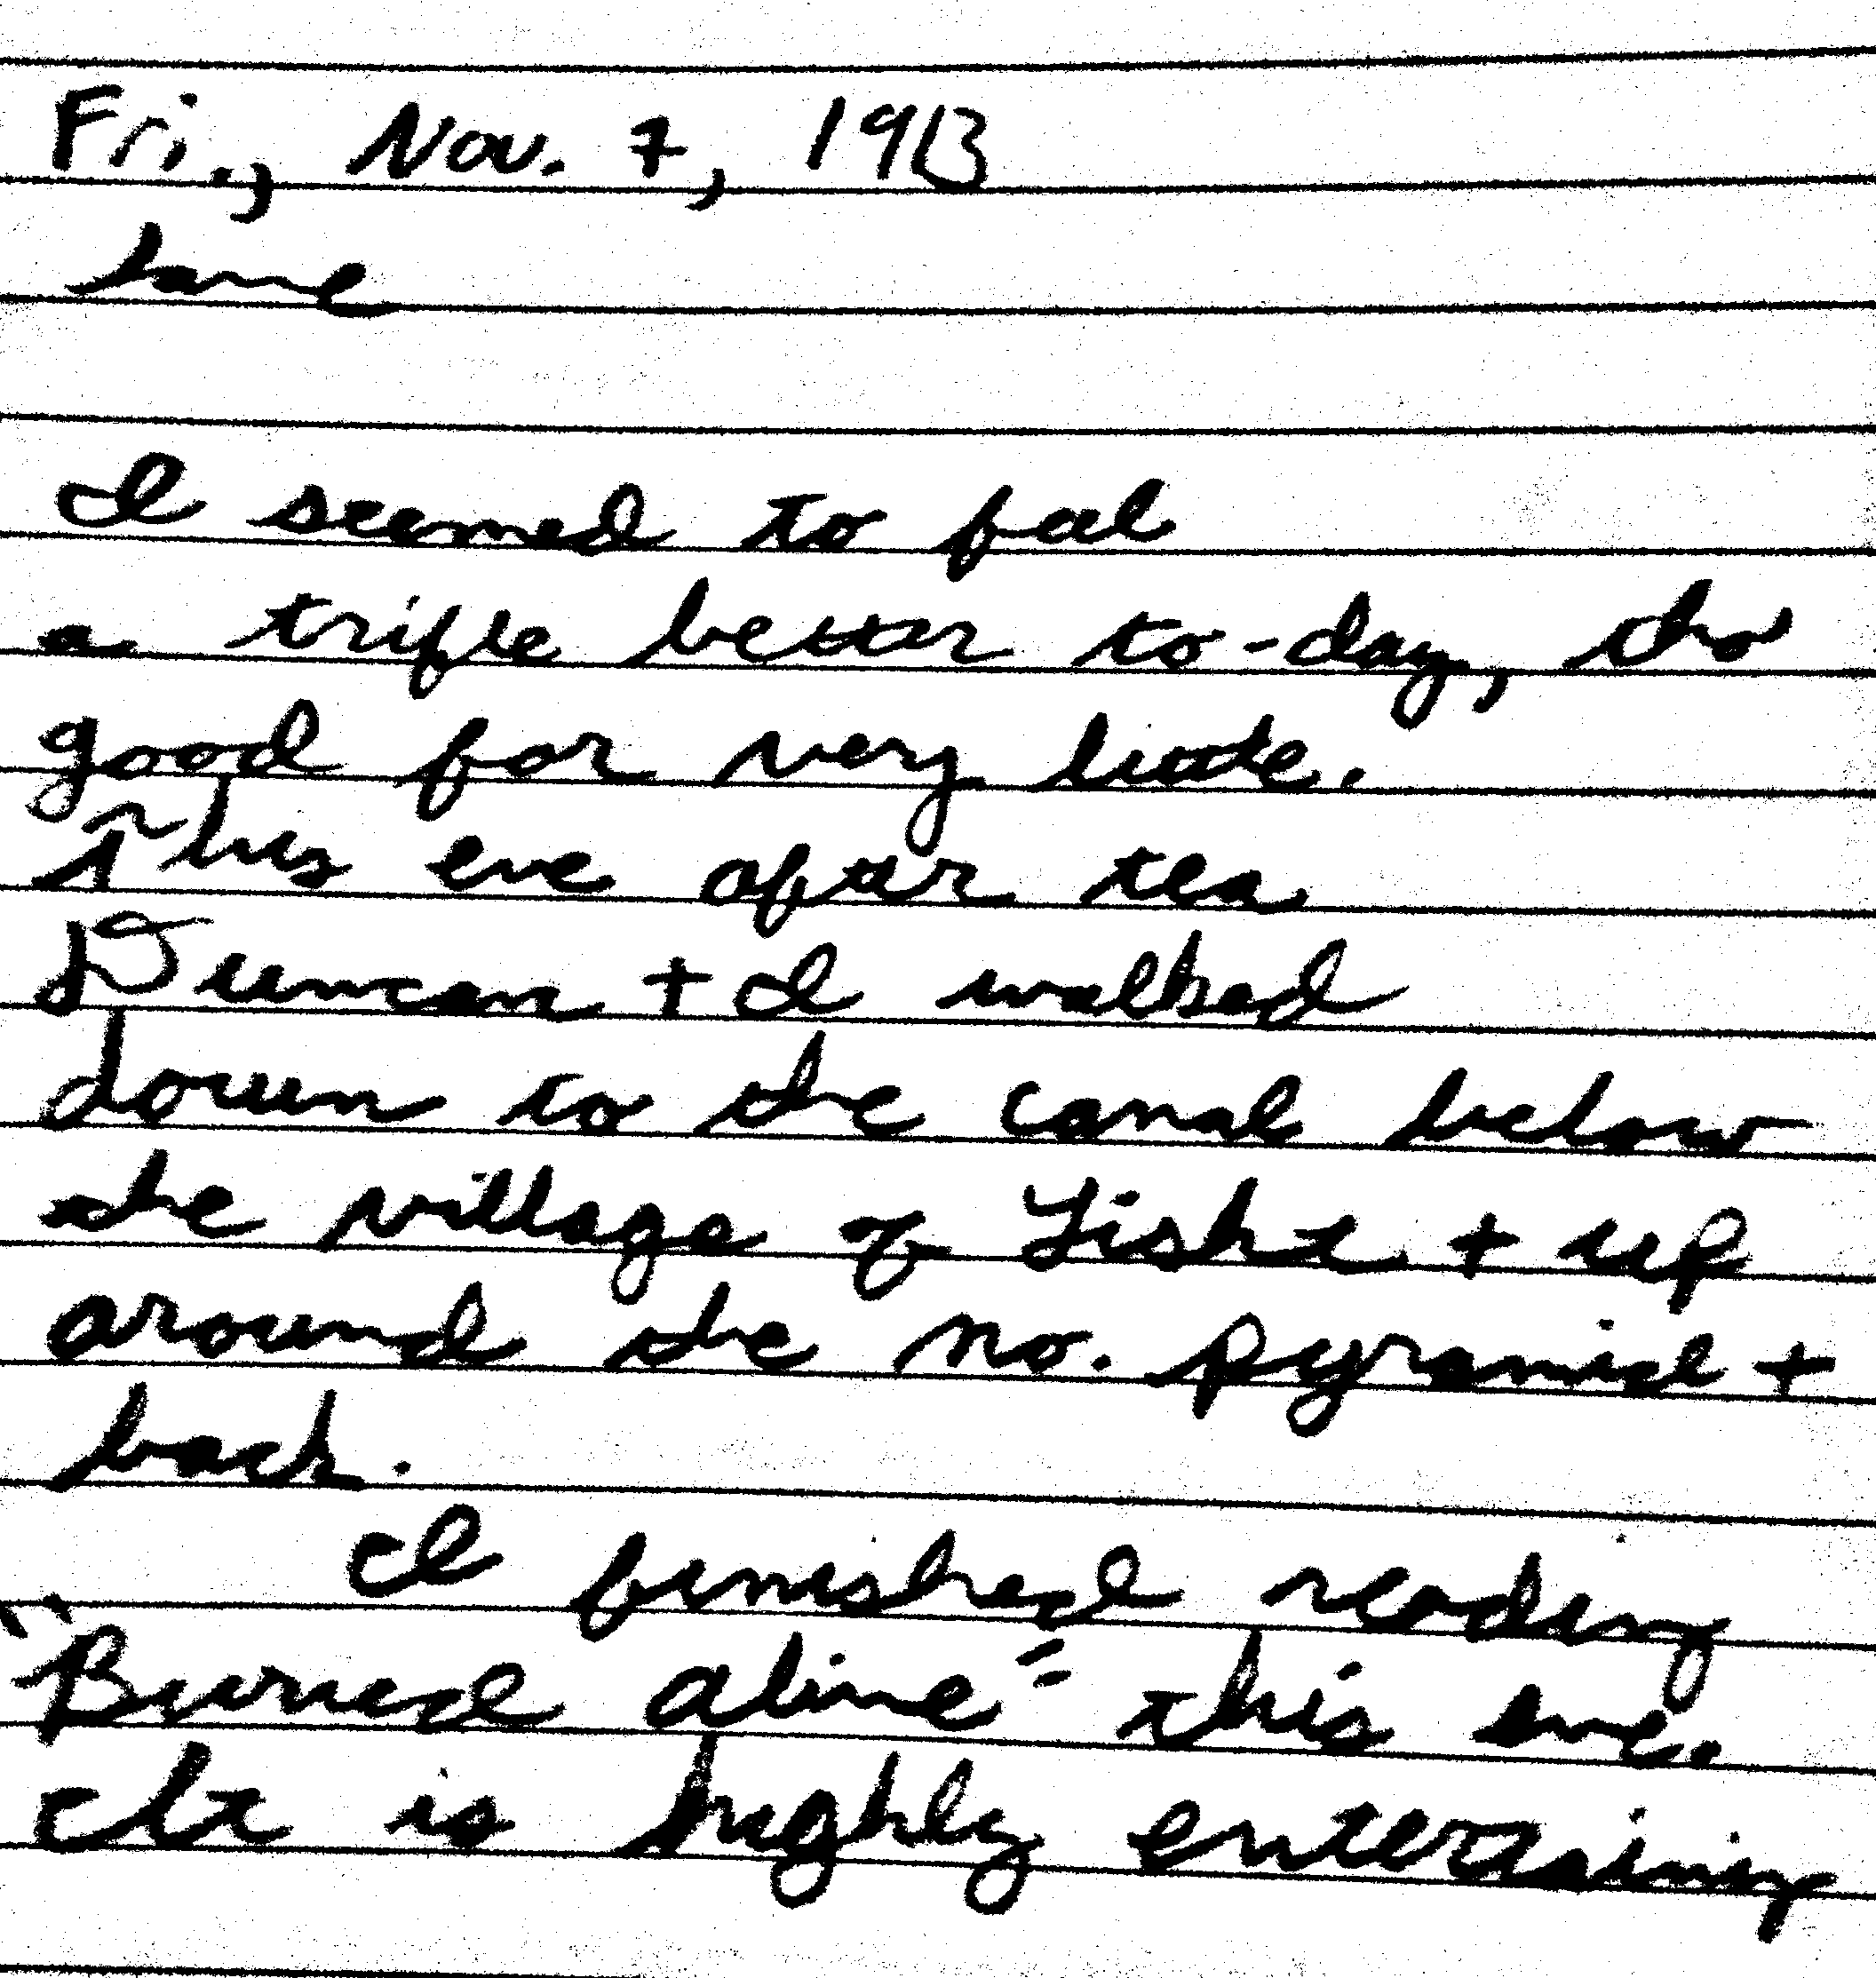 Fri., Nov. 7, 1913
Same
I seemed to feel
a trifle better to-day, tho
good for very little.
This eve after tea
Duncan + I walked
down to the canal below
the village of Lisht + up
around the no. pyramid +
back.
I finished reading
"Buried alive" this eve.
It is highly entertaining